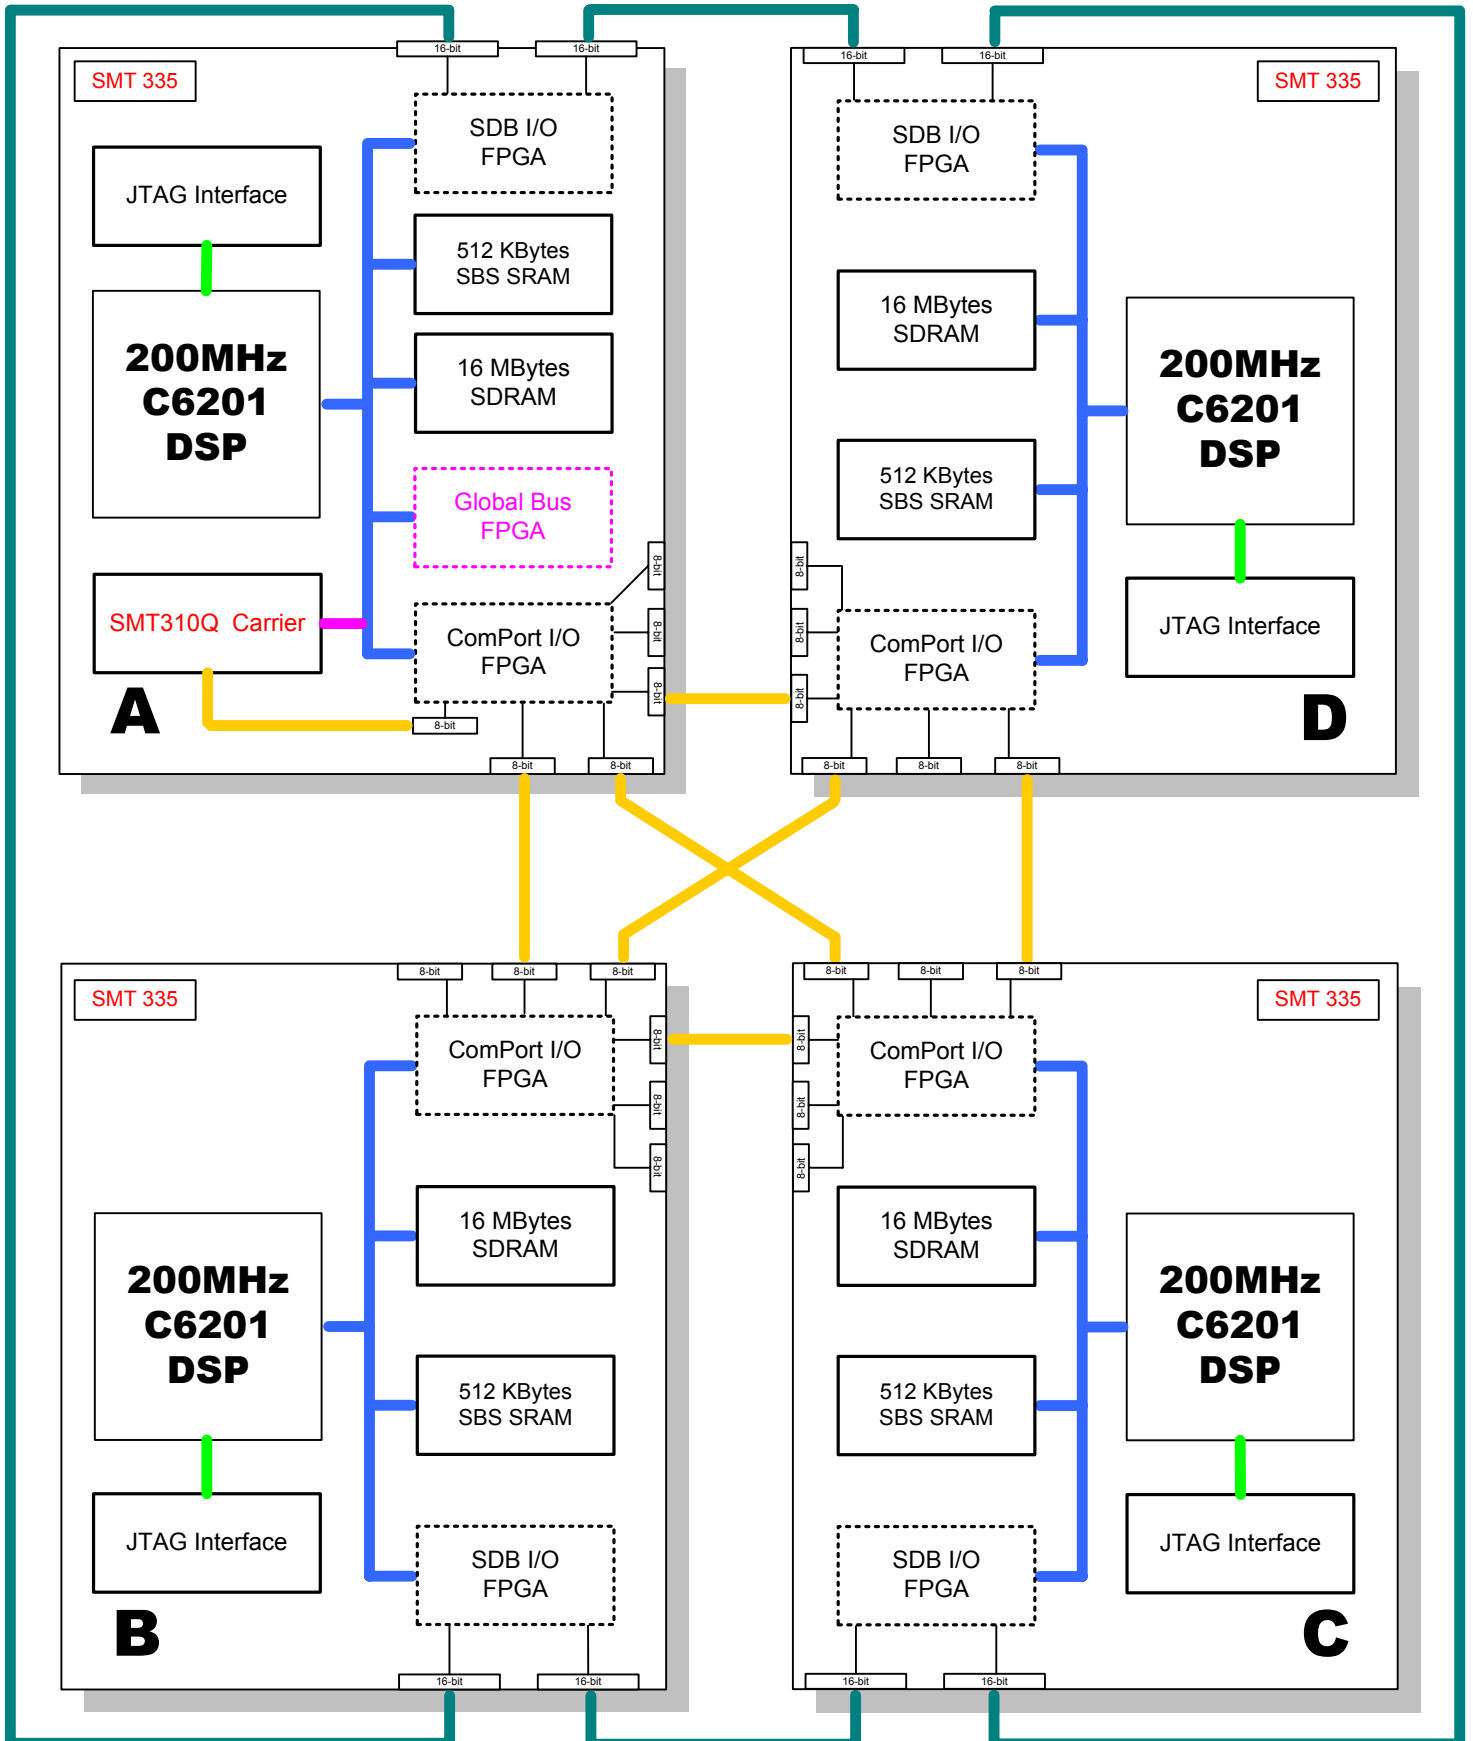 16-bit
16-bit
SMT 335
SDB I/O
FPGA
JTAG Interface
512 KBytes
SBS SRAM
200MHz
C6201
DSP
16 MBytes
SDRAM
Global Bus
FPGA
8-bit
SMT310Q  Carrier
ComPort I/O
FPGA
8-bit
8-bit
A
8-bit
8-bit
8-bit
16-bit
16-bit
SMT 335
SDB I/O
FPGA
16 MBytes
SDRAM
200MHz
C6201
DSP
512 KBytes
SBS SRAM
8-bit
8-bit
8-bit
ComPort I/O
FPGA
JTAG Interface
D
8-bit
8-bit
8-bit
8-bit
8-bit
8-bit
SMT 335
ComPort I/O
FPGA
8-bit
8-bit
8-bit
16 MBytes
SDRAM
200MHz
C6201
DSP
512 KBytes
SBS SRAM
JTAG Interface
SDB I/O
FPGA
B
16-bit
16-bit
8-bit
8-bit
8-bit
SMT 335
8-bit
8-bit
8-bit
ComPort I/O
FPGA
16 MBytes
SDRAM
200MHz
C6201
DSP
512 KBytes
SBS SRAM
JTAG Interface
SDB I/O
FPGA
C
16-bit
16-bit